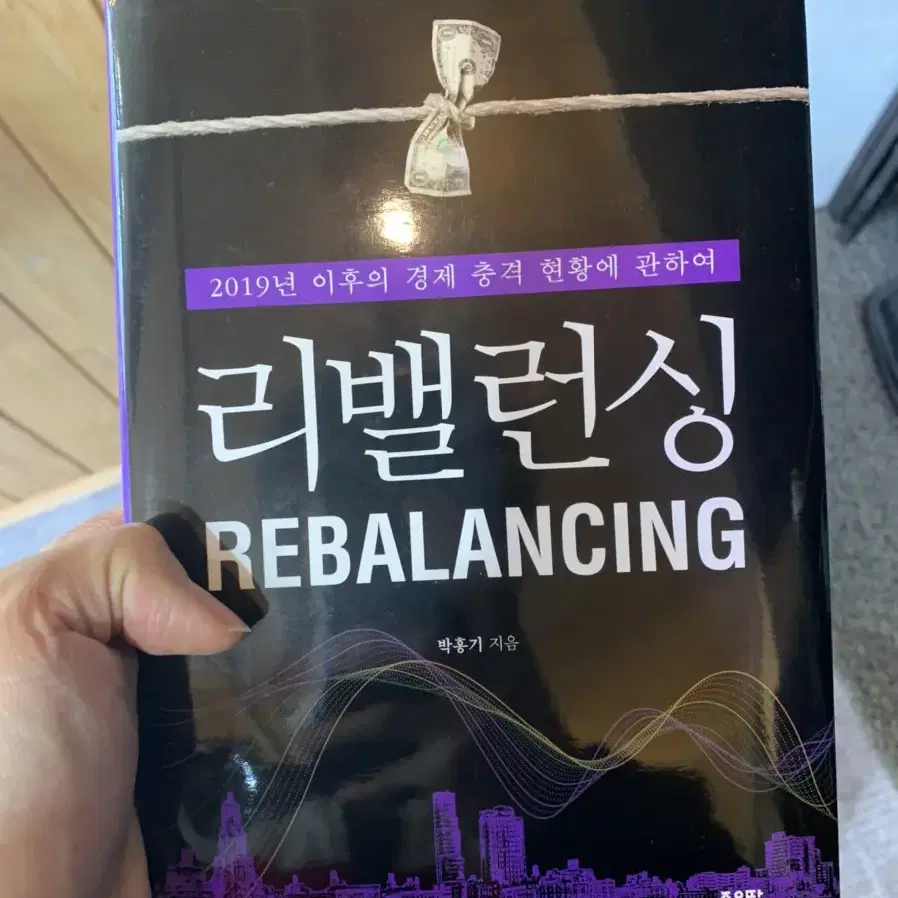 2019년 이후의 경제 충격 현황에 관하여
리밸런싱
REBALANCING
박홍기 지음